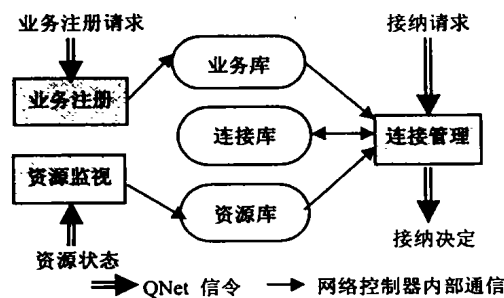 业务注册请求
接纳请求
业务库
业务注册
连接库
连接管理
资源监视
资源库
接纳决定
资源状态
QNet 信令
网络控制器内部通信